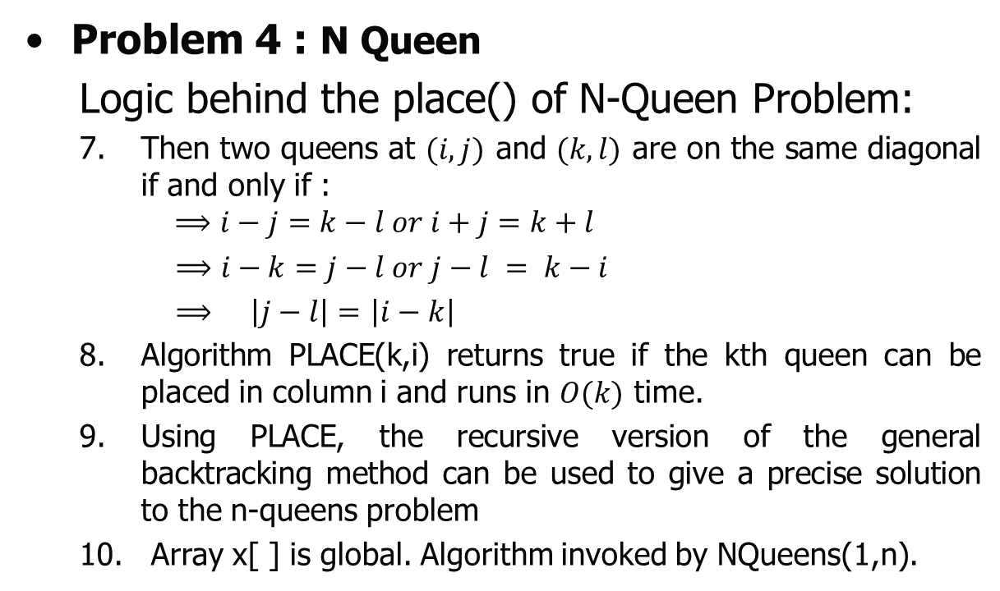 • Problem 4 : N Queen
Logic behind the place() of N-Queen Problem:
7. Then two queens at (i,j) and (k,l) are on the same diagonal
if and only if :
⟹ i − j = k − l or i + j = k + l
⟹ i − k = j − l or j − l = k − i
⟹ |j − l| = |i − k|
8. Algorithm PLACE(k,i) returns true if the kth queen can be
placed in column i and runs in O(k) time.
9. Using PLACE, the recursive version of the general
backtracking method can be used to give a precise solution
to the n-queens problem
10. Array x[ ] is global. Algorithm invoked by NQueens(1,n).